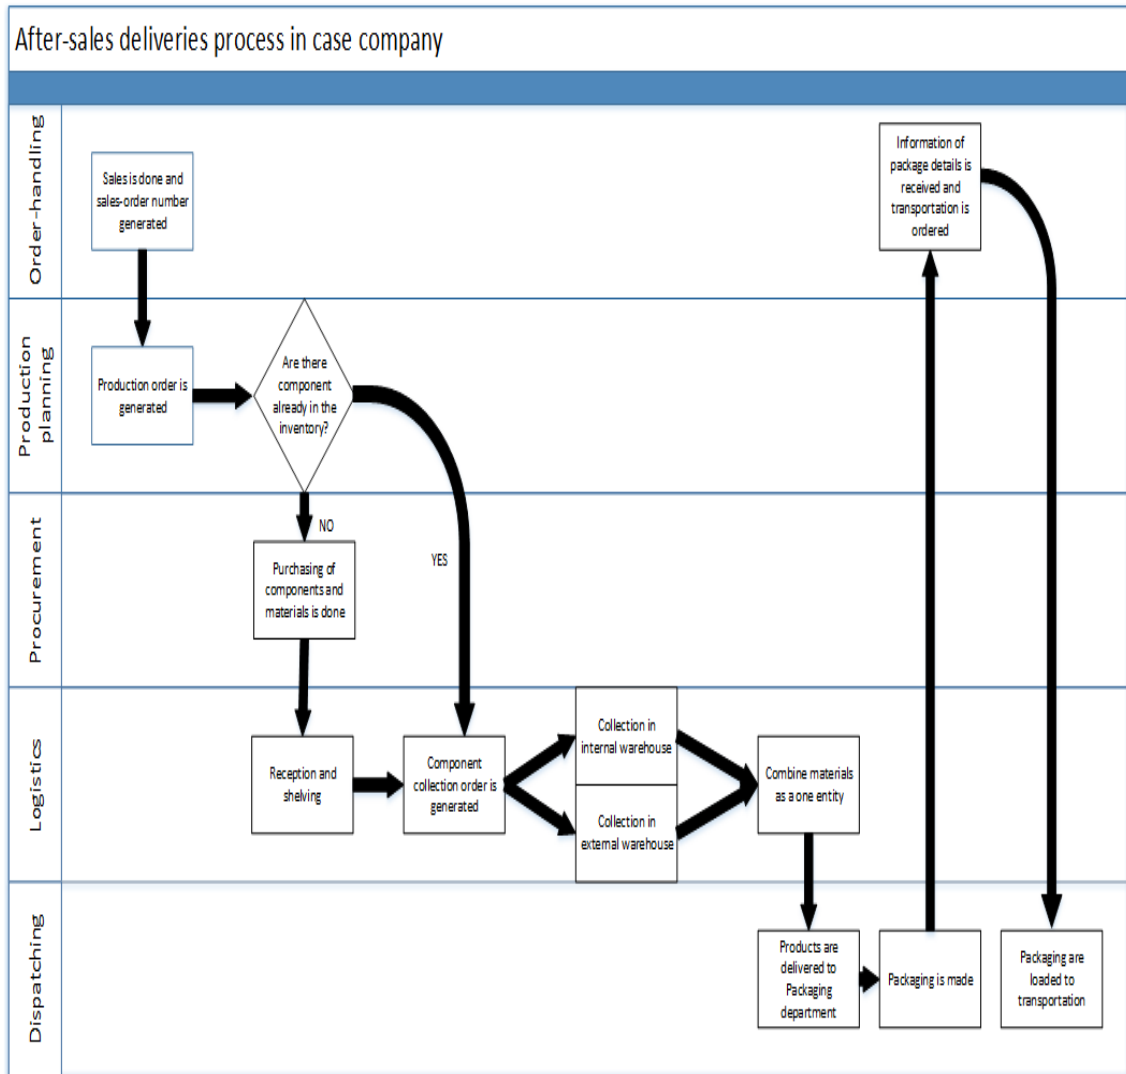 After-sales deliveries process in case company
Order-handling
Sales is done and
sales-order number
generated
Information of
package details is
received and
transportation is
ordered
Production
planning
Production order is
generated
Are there
component
already in the
inventory?
Procurement
NO
YES
Purchasing of
components and
materials is done
Logistics
Reception and
shelving
Component
collection order is
generated
Collection in
internal warehouse
Collection in
external warehouse
Combine materials
as a one entity
Dispatching
Products are
delivered to
Packaging
department
Packaging is made
Packaging are
loaded to
transportation